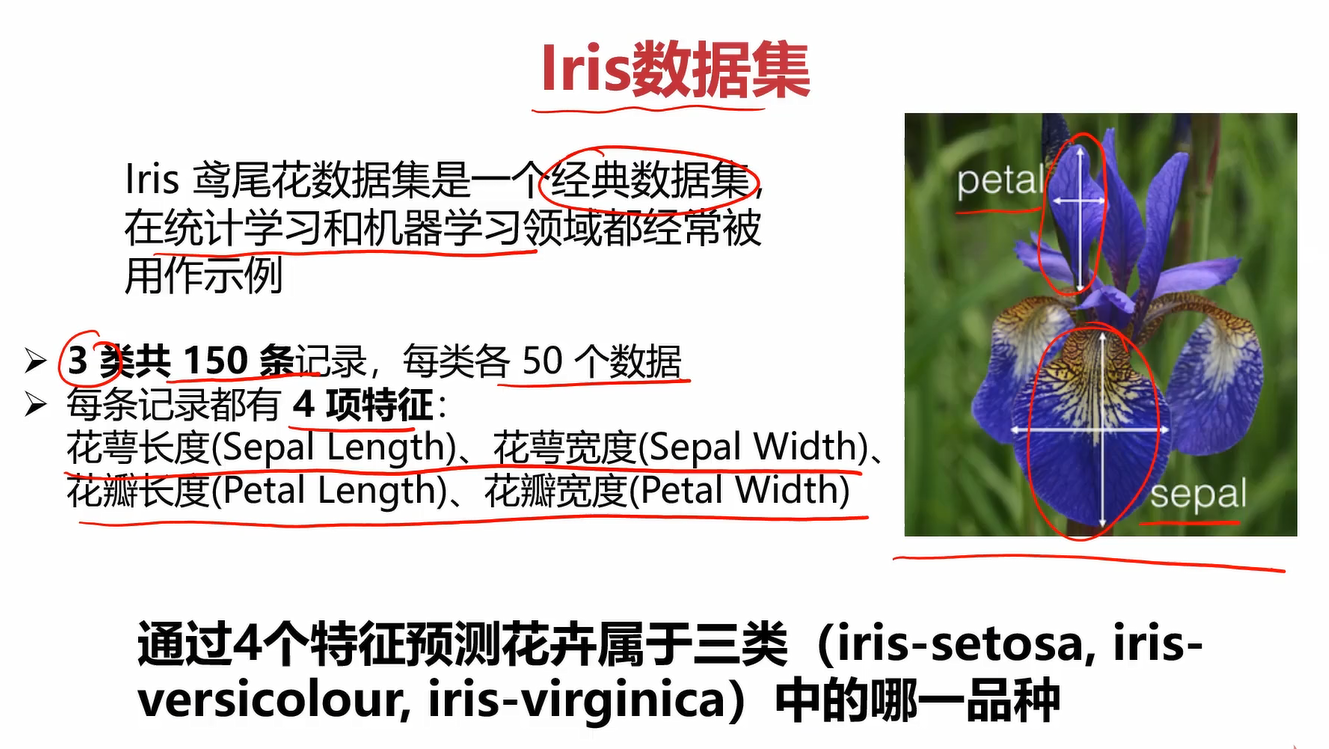 Iris数据集
Iris 鸢尾花数据集是一个经典数据集,
在统计学习和机器学习领域都经常被
用作示例
petal
➢ 3 类共 150 条记录，每类各 50 个数据
➢ 每条记录都有 4 项特征：
花萼长度(Sepal Length)、花萼宽度(Sepal Width)、
花瓣长度(Petal Length)、花瓣宽度(Petal Width)
sepal
通过4个特征预测花卉属于三类（iris-setosa, iris-
versicolour, iris-virginica）中的哪一品种